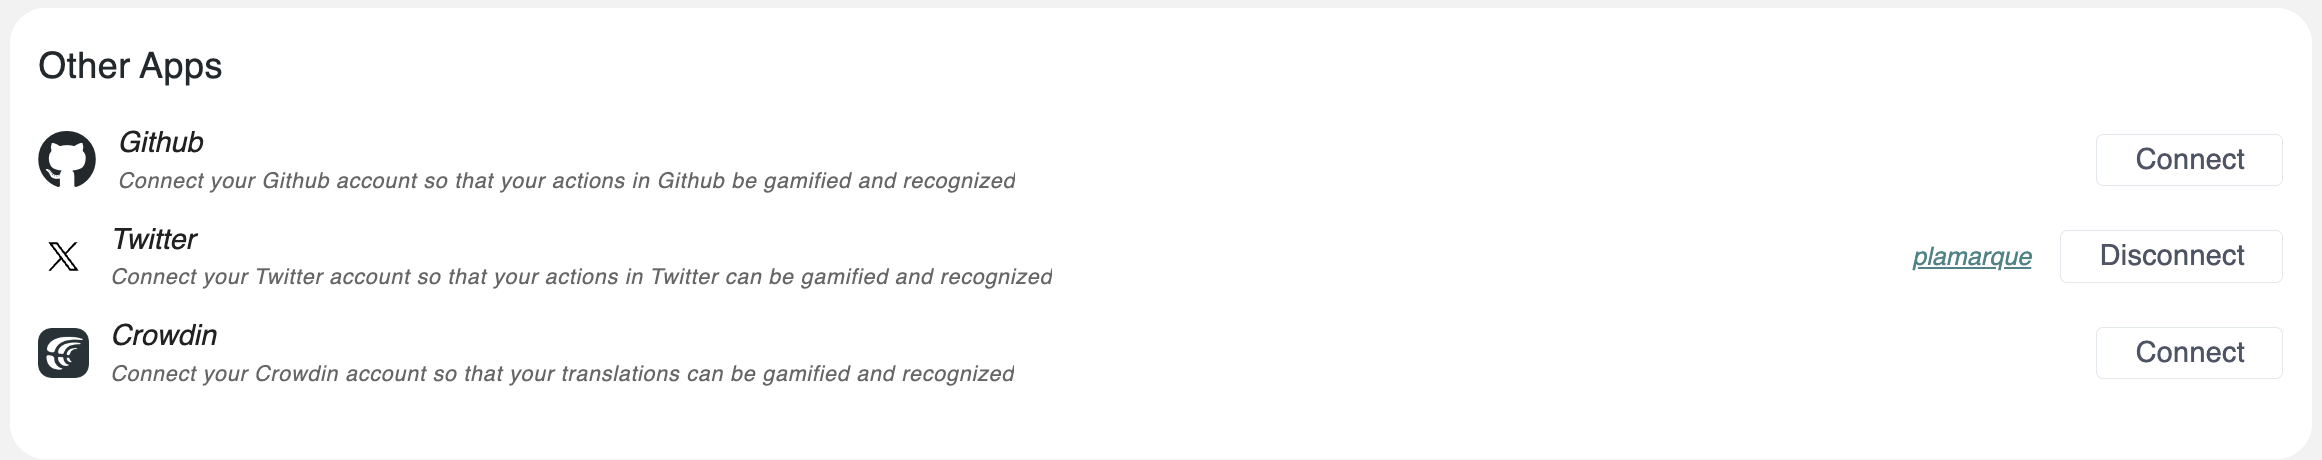 Other Apps
Github
Connect your Github account so that your actions in Github be gamified and recognized
Connect
Twitter
Connect your Twitter account so that your actions in Twitter can be gamified and recognized
plamarque
Disconnect
Crowdin
Connect your Crowdin account so that your translations can be gamified and recognized
Connect